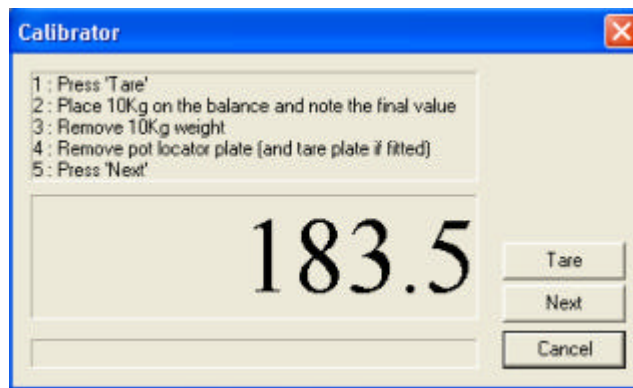 Calibrator
1 : Press 'Tare'
2 : Place 10Kg on the balance and note the final value
3 : Remove 10Kg weight
4 : Remove pot locator plate (and tare plate if fitted)
5 : Press 'Next'
183.5
Tare
Next
Cancel